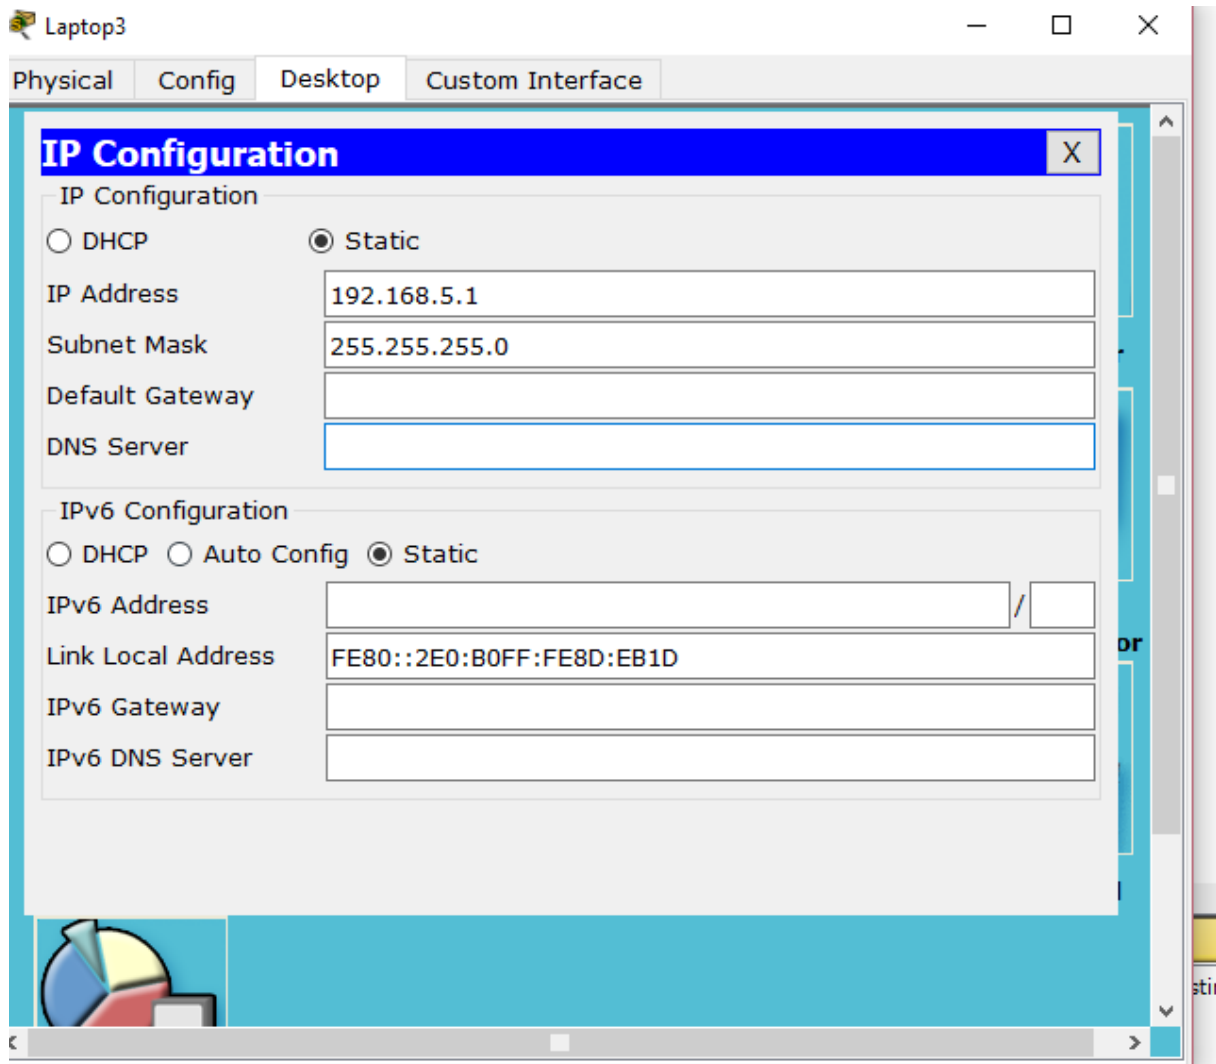 Laptop3
Physical Config Desktop Custom Interface
IP Configuration X
IP Configuration
DHCP Static
IP Address 192.168.5.1
Subnet Mask 255.255.255.0
Default Gateway
DNS Server
IPv6 Configuration
DHCP Auto Config Static
IPv6 Address /
Link Local Address FE80::2E0:B0FF:FE8D:EB1D
IPv6 Gateway
IPv6 DNS Server
or